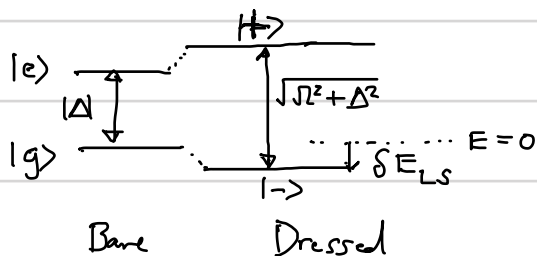 |+⟩
|e⟩
|Δ|
√Ω² + Δ²
|g⟩
E = 0
δE_LS
|-⟩
Bare
Dressed